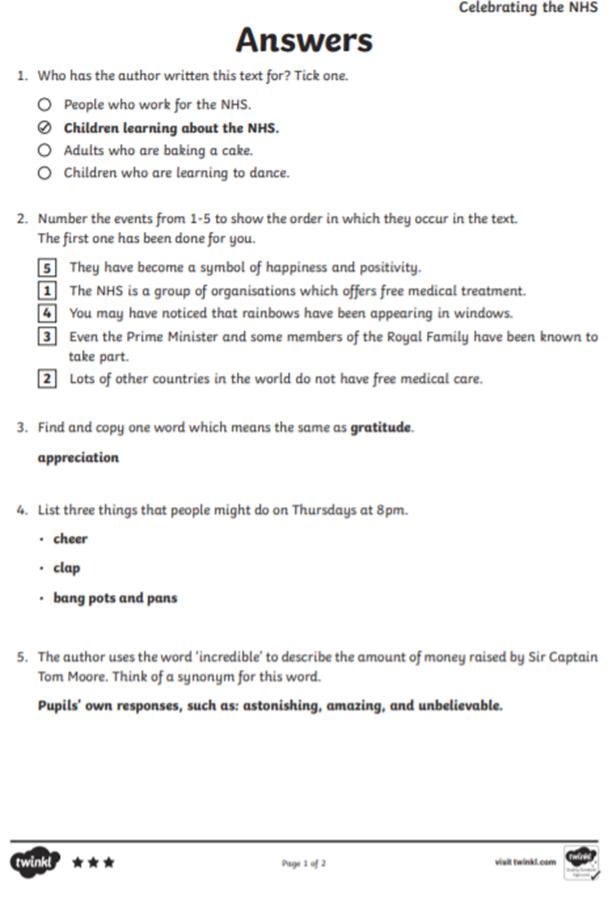 Celebrating the NHS
Answers
1. Who has the author written this text for? Tick one.
People who work for the NHS.
Children learning about the NHS.
Adults who are baking a cake.
Children who are learning to dance.
2. Number the events from 1-5 to show the order in which they occur in the text.
The first one has been done for you.
5 They have become a symbol of happiness and positivity.
1 The NHS is a group of organisations which offers free medical treatment.
4 You may have noticed that rainbows have been appearing in windows.
3 Even the Prime Minister and some members of the Royal Family have been known to
take part.
2 Lots of other countries in the world do not have free medical care.
3. Find and copy one word which means the same as gratitude.
appreciation
4. List three things that people might do on Thursdays at 8pm.
• cheer
• clap
• bang pots and pans
5. The author uses the word 'incredible' to describe the amount of money raised by Sir Captain
Tom Moore. Think of a synonym for this word.
Pupils' own responses, such as: astonishing, amazing, and unbelievable.
twinkl
Page 1 of 2
visit twinkl.com
twinkl